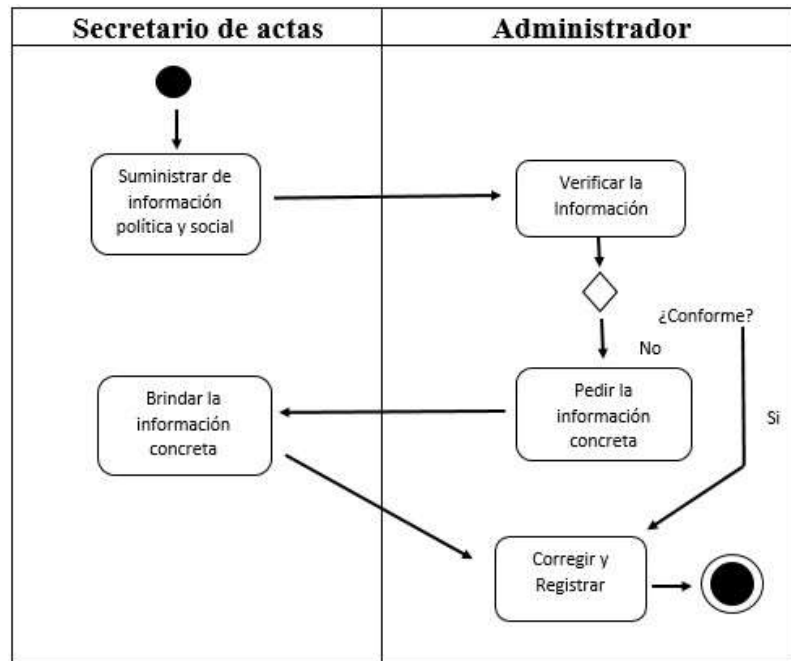 Secretario de actas
Administrador
Suministrar de
información
política y social
Verificar la
Información
¿Conforme?
No
Si
Brindar la
información
concreta
Pedir la
información
concreta
Corregir y
Registrar